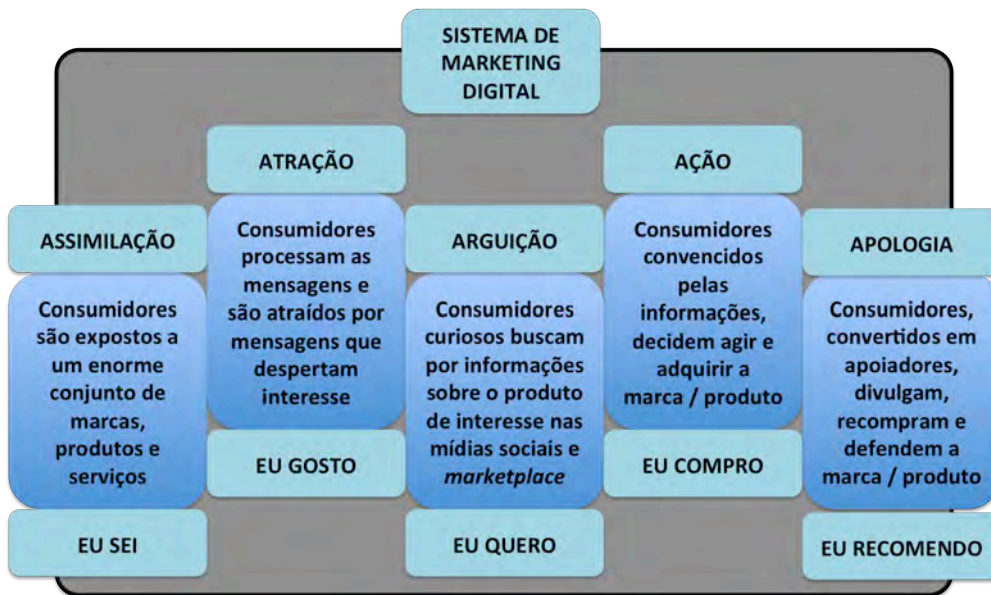 SISTEMA DE
MARKETING
DIGITAL
ASSIMILAÇÃO
Consumidores
são expostos a
um enorme
conjunto de
marcas,
produtos e
serviços
EU SEI
ATRAÇÃO
Consumidores
processam as
mensagens e
são atraídos por
mensagens que
despertam
interesse
EU GOSTO
ARGUIÇÃO
Consumidores
curiosos buscam
por informações
sobre o produto
de interesse nas
mídias sociais e
marketplace
EU QUERO
AÇÃO
Consumidores
convencidos
pelas
informações,
decidem agir e
adquirir a
marca / produto
EU COMPRO
APOLOGIA
Consumidores,
convertidos em
apoiadores,
divulgam,
recompram e
defendem a
marca / produto
EU RECOMENDO